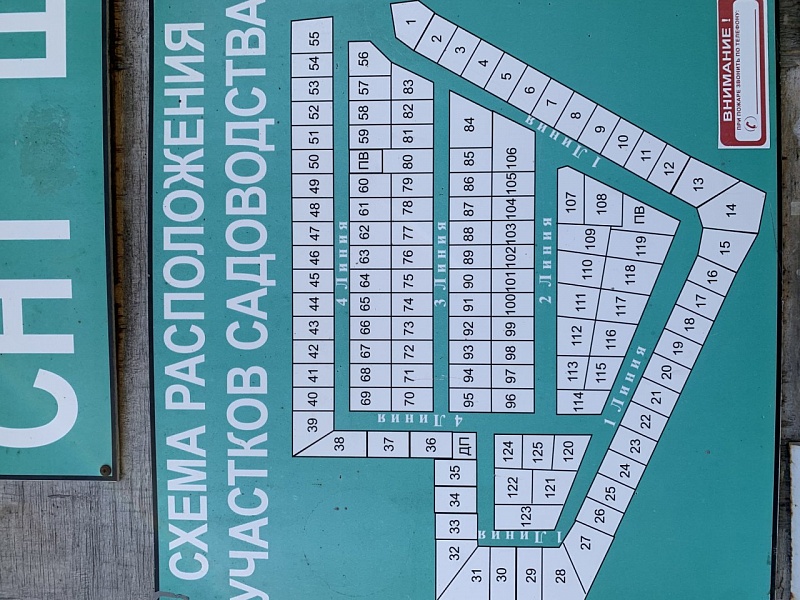 СНТ
СХЕМА РАСПОЛОЖЕНИЯ
УЧАСТКОВ САДОВОДСТВА
ВНИМАНИЕ !
ПРИ ПОЖАРЕ ЗВОНИТЬ ПО ТЕЛЕФОНУ:
39 40 41 42 43 44 45 46 47 48 49 50 51 52 53 54 55
4 Линия
69 68 67 66 65 64 63 62 61 60 ПВ 59 58 57 56
70 71 72 73 74 75 76 77 78 79 80 81 82 83
3 Линия
95 94 93 92 91 90 89 88 87 86 85 84
96 97 98 99 100 101 102 103 104 105 106
2 Линия
114 113 112 111 110 109 107 108 ПВ
115 116 117 118 119
1 Линия
1 2 3 4 5 6 7 8 9 10 11 12 13 14
1 Линия
15 16 17 18 19 20 21 22 23 24 25 26 27
4 Линия
38 37 36 ДП
35 34 33 32
124 125 120
122 121
123
1 Линия
31 30 29 28